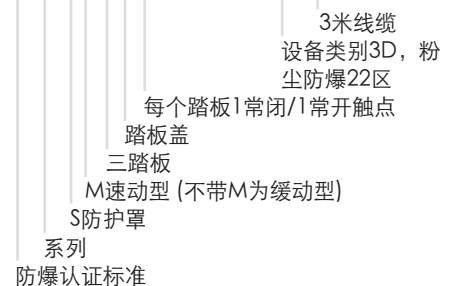 3米线缆
设备类别3D，粉
尘防爆22区
每个踏板1常闭/1常开触点
踏板盖
三踏板
M速动型 (不带M为缓动型)
S防护罩
系列
防爆认证标准